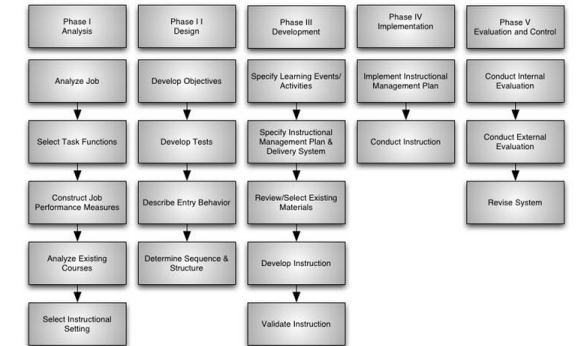 Phase I
Analysis
Phase I I
Design
Phase III
Development
Phase IV
Implementation
Phase V
Evaluation and Control
Analyze Job
Develop Objectives
Specify Learning Events/
Activities
Implement Instructional
Management Plan
Conduct Internal
Evaluation
Select Task Functions
Develop Tests
Specify Instructional
Management Plan &
Delivery System
Conduct Instruction
Conduct External
Evaluation
Construct Job
Performance Measures
Describe Entry Behavior
Review/Select Existing
Materials
Revise System
Analyze Existing
Courses
Determine Sequence &
Structure
Develop Instruction
Select Instructional
Setting
Validate Instruction